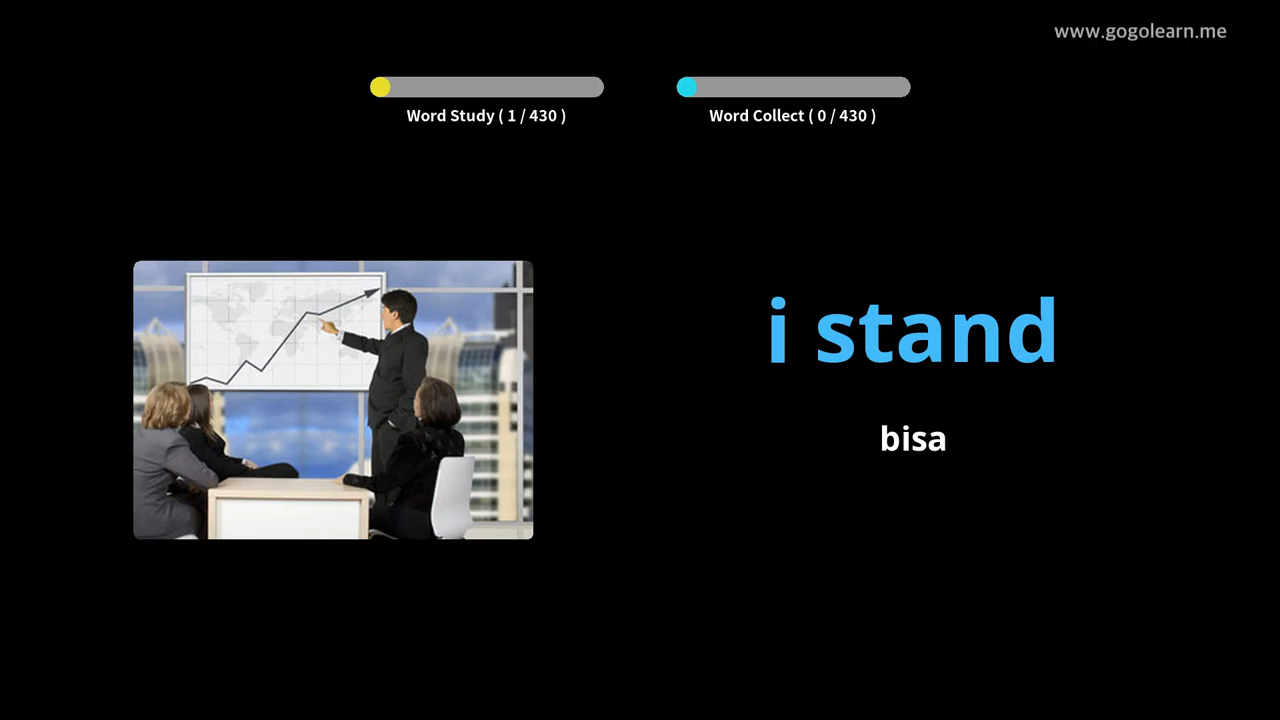 www.gogolearn.me
Word Study ( 1 / 430 )
Word Collect ( 0 / 430 )
i stand
bisa